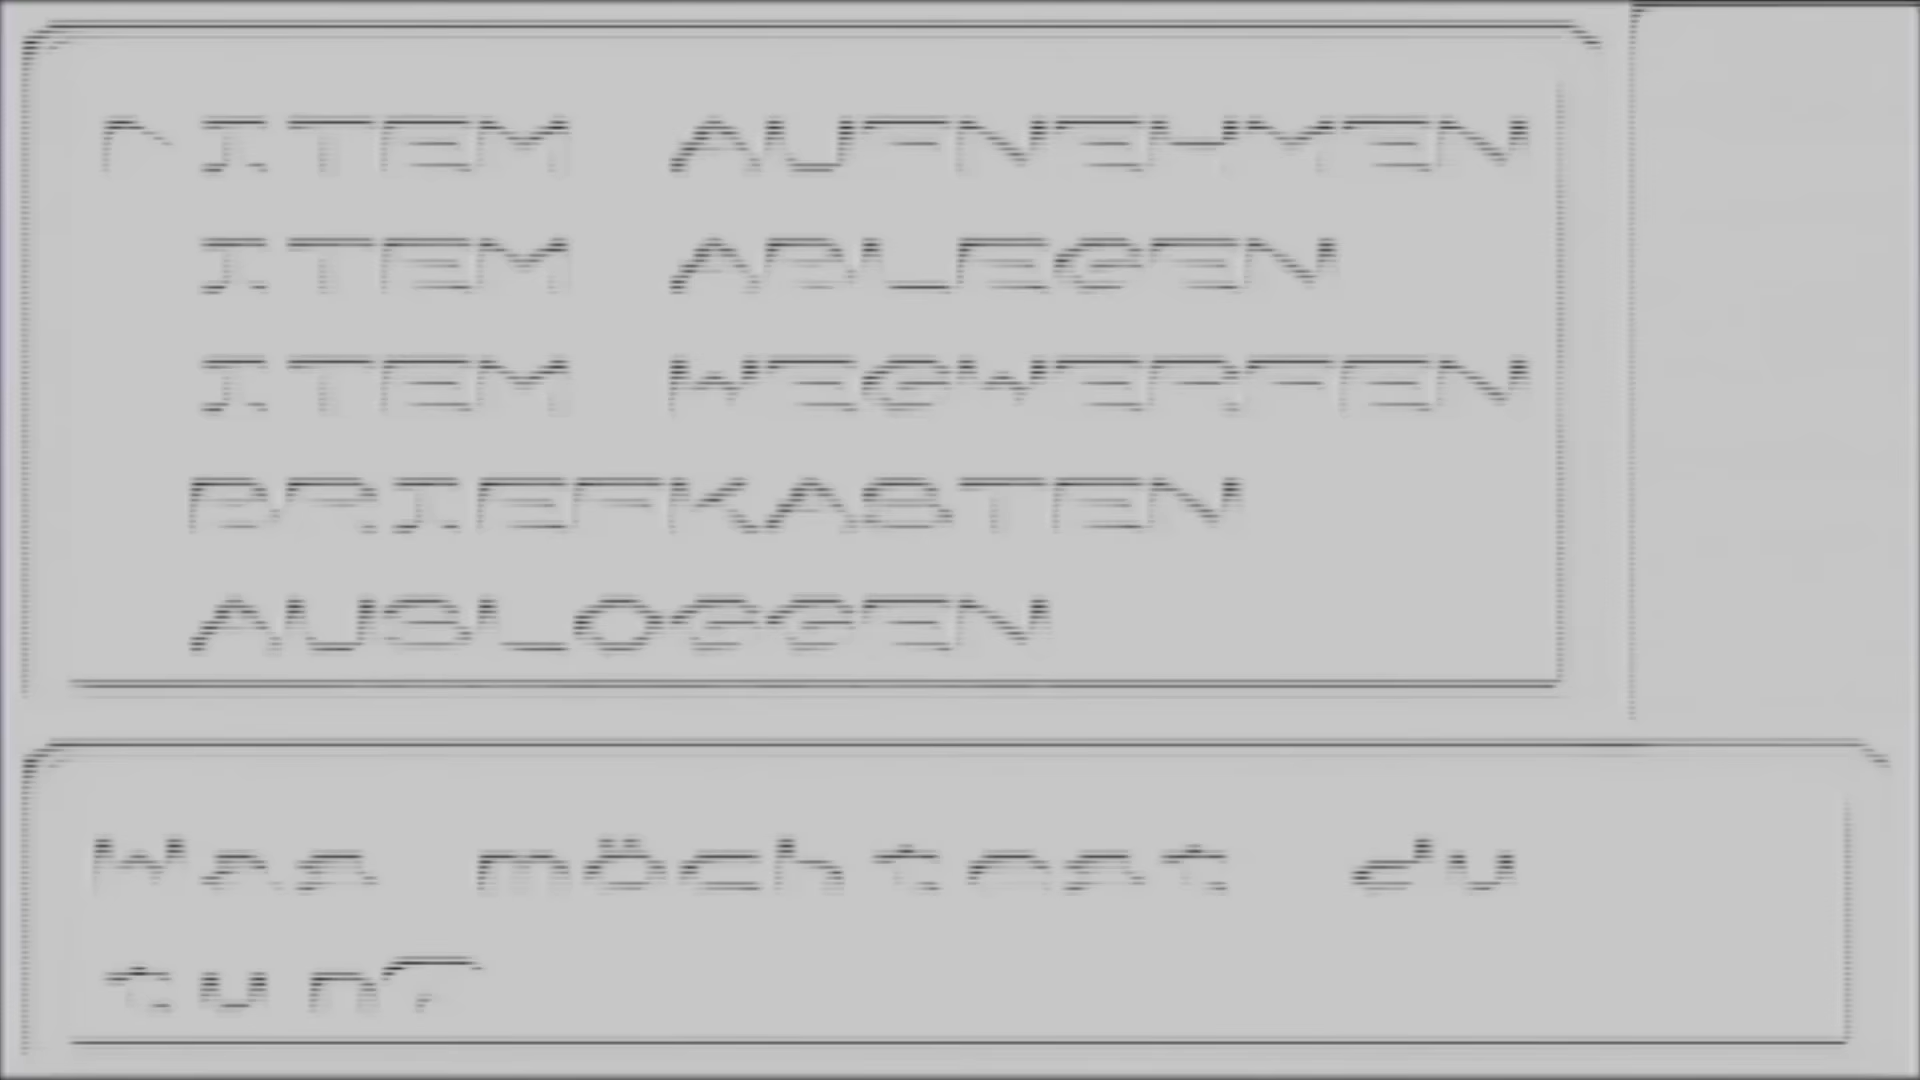 ITEM AUFNEHMEN
ITEM ABLEGEN
ITEM WEGWERFEN
BRIEFKASTEN
AUSLOGGEN
Was möchtest du
tun?